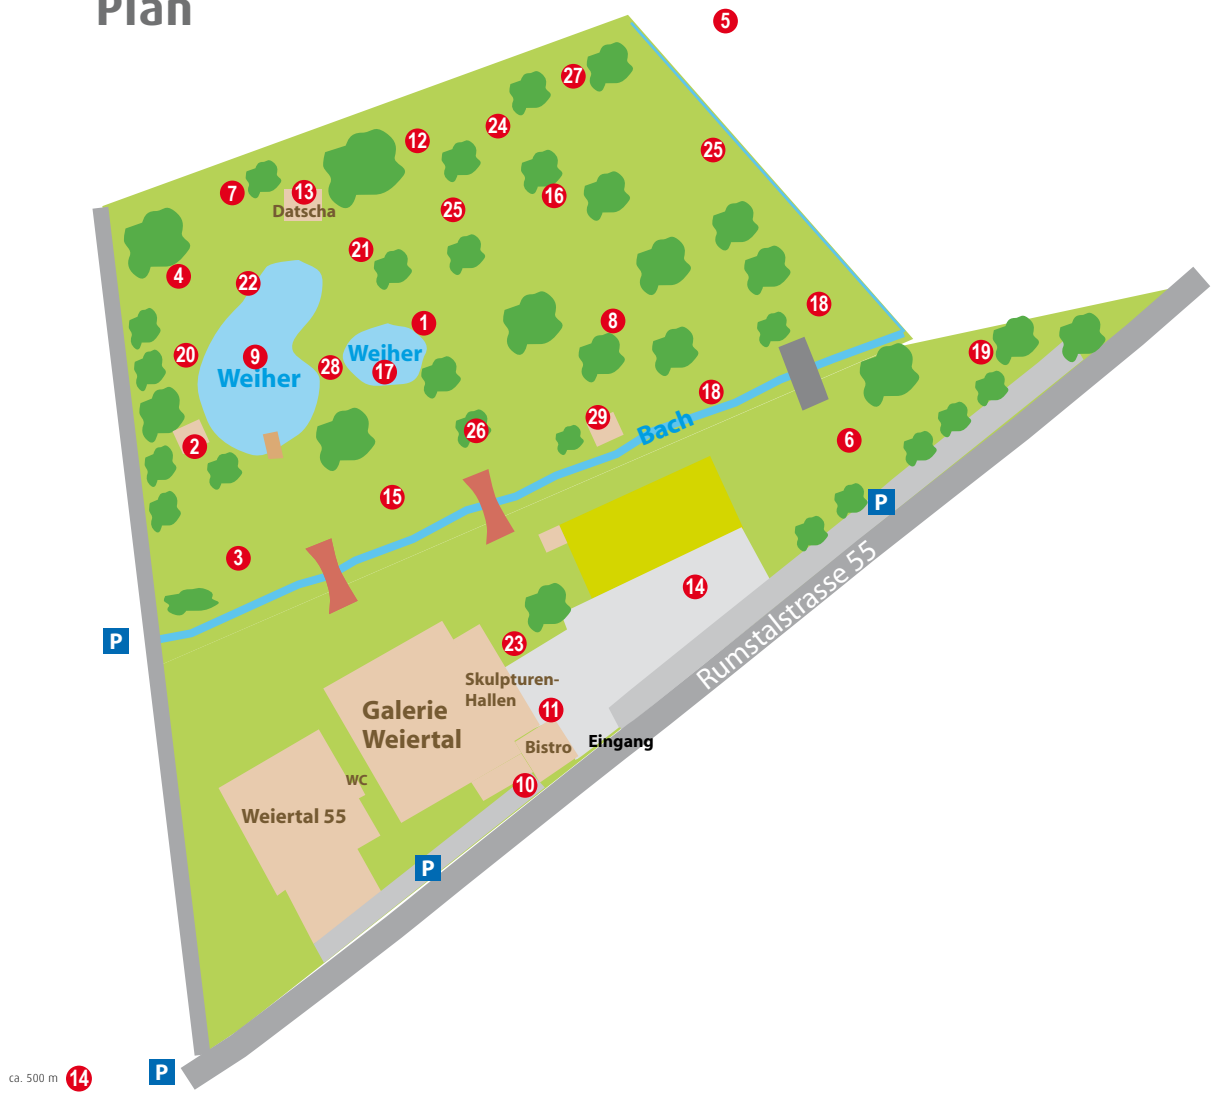 Plan
5
27
24
12
25
16
7
13
Datscha
25
21
4
22
18
1
8
20
9
Weiher
28
Weiher
17
19
18
29
Bach
26
6
2
15
P
3
14
P
Rumstalstrasse 55
23
Skulpturen-
Hallen
Galerie
Weiertal
11
Eingang
Bistro
WC
10
Weiertal 55
P
P
ca. 500 m 14